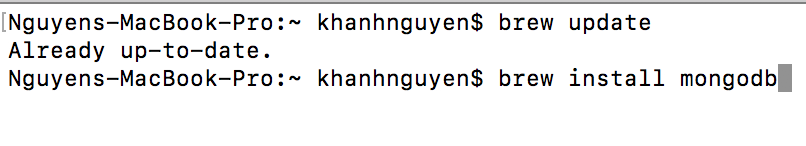 [Nguyens-MacBook-Pro:~ khanhnguyen$ brew update
Already up-to-date.
Nguyens-MacBook-Pro:~ khanhnguyen$ brew install mongodb